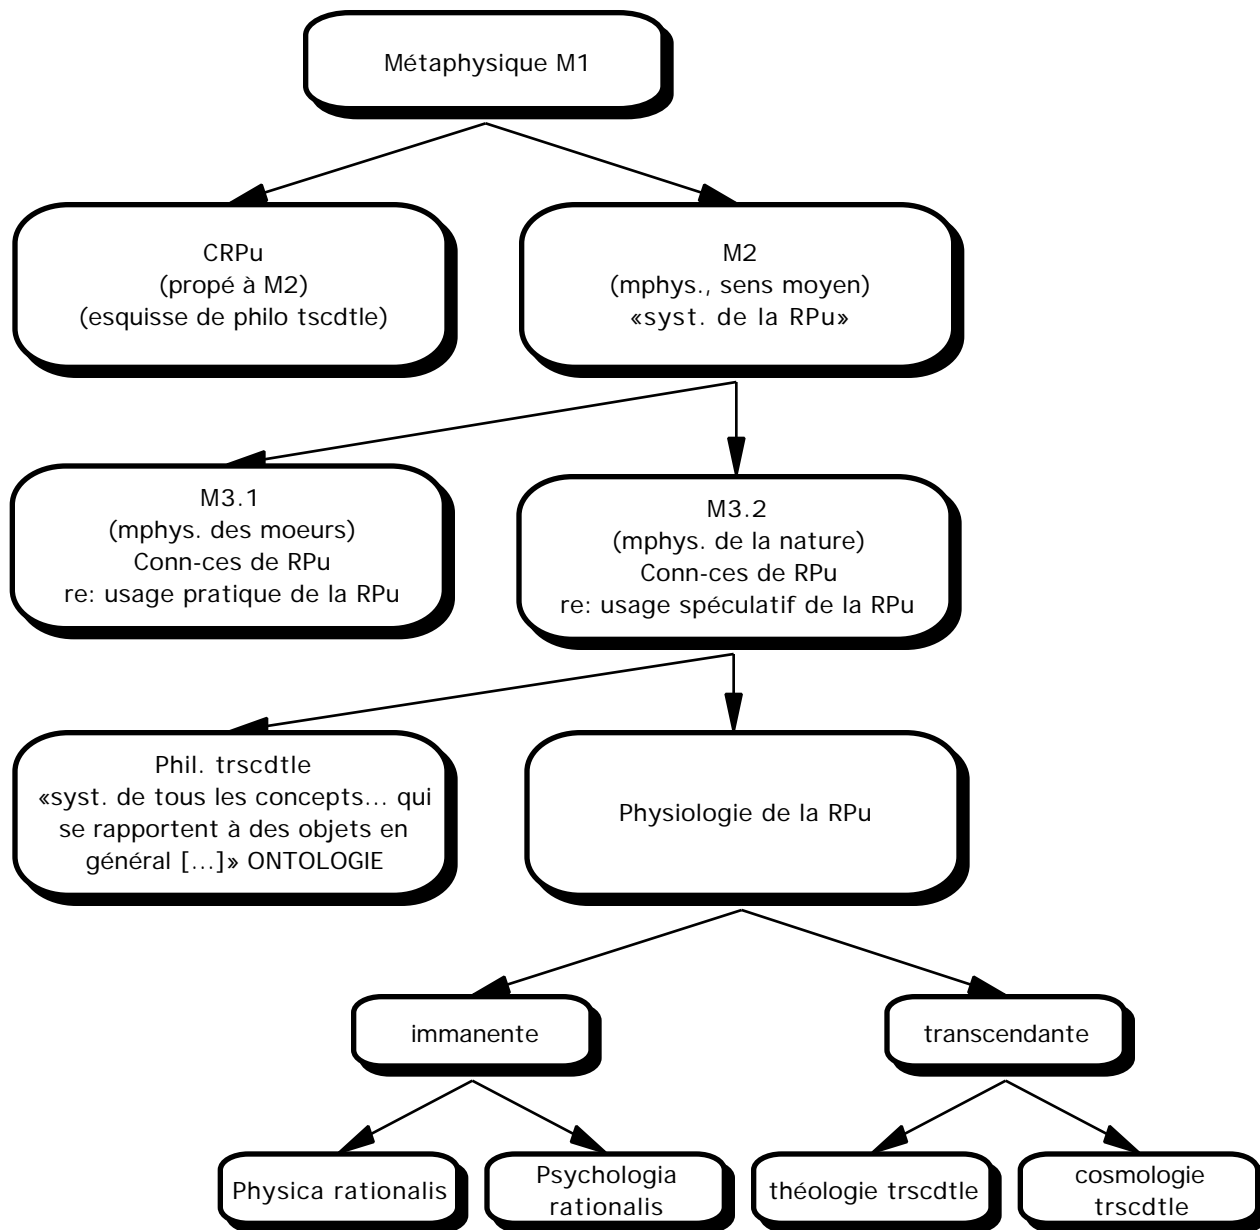 Métaphysique M1
CRPu
(propé à M2)
(esquisse de philo tscdtle)
M2
(mphys., sens moyen)
«syst. de la RPu»
M3.1
(mphys. des moeurs)
Conn-ces de RPu
re: usage pratique de la RPu
M3.2
(mphys. de la nature)
Conn-ces de RPu
re: usage spéculatif de la RPu
Phil. trscdtle
«syst. de tous les concepts... qui
se rapportent à des objets en
général [...]» ONTOLOGIE
Physiologie de la RPu
immanente
transcendante
Physica rationalis
Psychologia
rationalis
théologie trscdtle
cosmologie
trscdtle